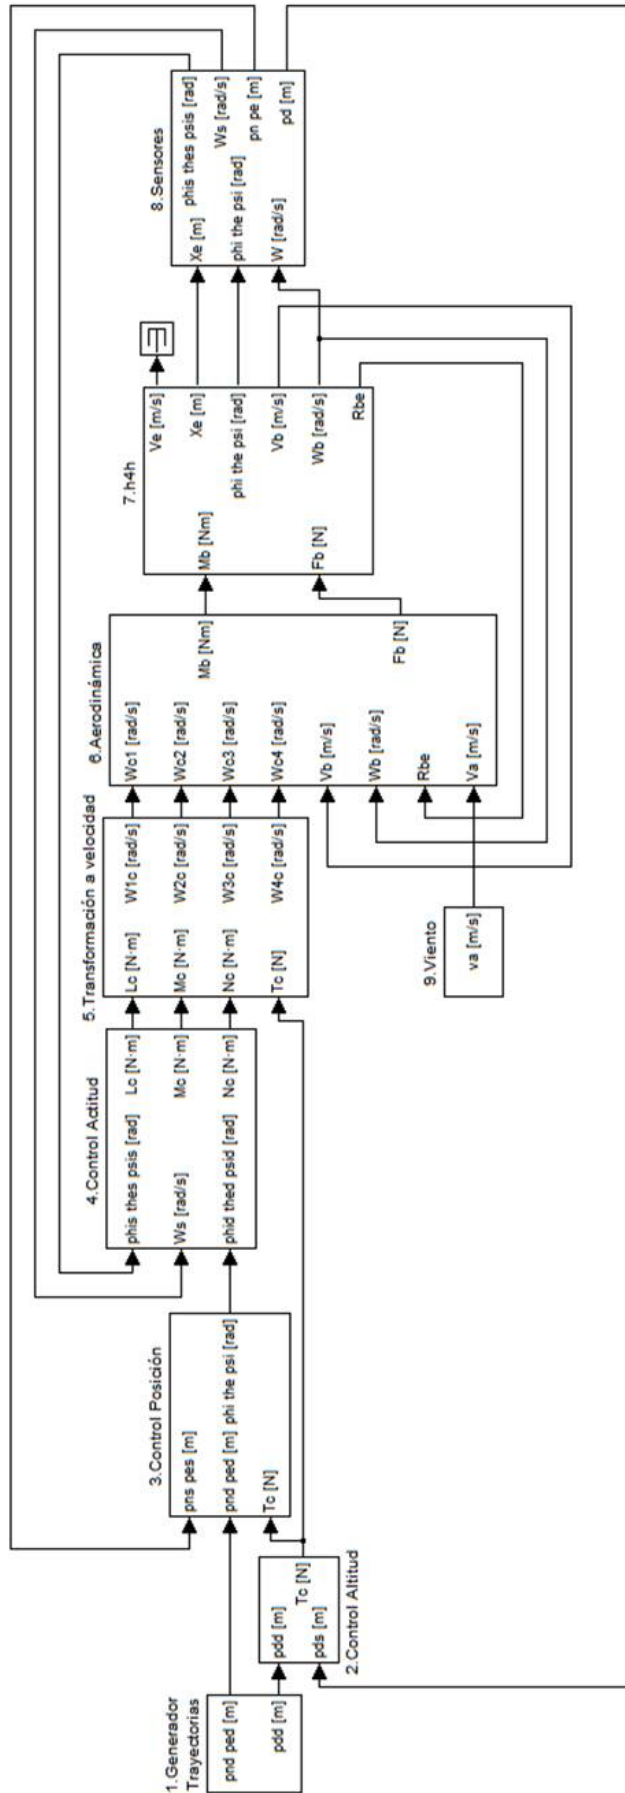 1.Generador
Trayectorias
pnd ped [m]
pdd [m]
2.Control Altitud
pdd [m]
pds [m]
Tc [N]
3.Control Posición
pns pes [m]
pnd ped [m]
phi the psi [rad]
Tc [N]
4.Control Actitud
phis thes psis [rad]
Ws [rad/s]
phid thed psid [rad]
Lc [N·m]
Mc [N·m]
Nc [N·m]
5.Transformación a velocidad
Lc [N·m]
Mc [N·m]
Nc [N·m]
Tc [N]
W1c [rad/s]
W2c [rad/s]
W3c [rad/s]
W4c [rad/s]
6.Aerodinámica
Wc1 [rad/s]
Wc2 [rad/s]
Wc3 [rad/s]
Wc4 [rad/s]
Vb [m/s]
Wb [rad/s]
Rbe
Va [m/s]
Mb [Nm]
Fb [N]
9.Viento
va [m/s]
7.h4h
Mb [Nm]
Fb [N]
Ve [m/s]
Xe [m]
phi the psi [rad]
Vb [m/s]
Wb [rad/s]
Rbe
8.Sensores
Xe [m]
phi the psi [rad]
W [rad/s]
phis thes psis [rad]
Ws [rad/s]
pn pe [m]
pd [m]